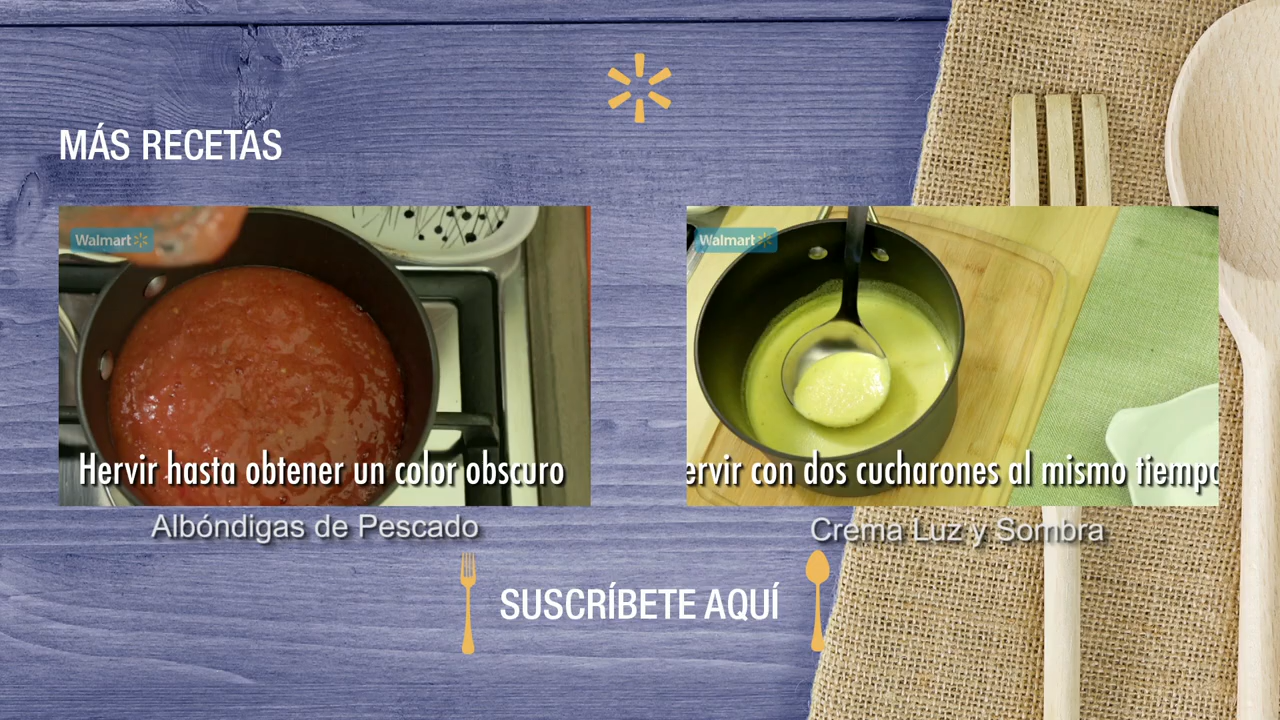 MÁS RECETAS
Walmart
Hervir hasta obtener un color obscuro
Albóndigas de Pescado
Walmart
ervir con dos cucharones al mismo tiempo
Crema Luz y Sombra
SUSCRÍBETE AQUÍ